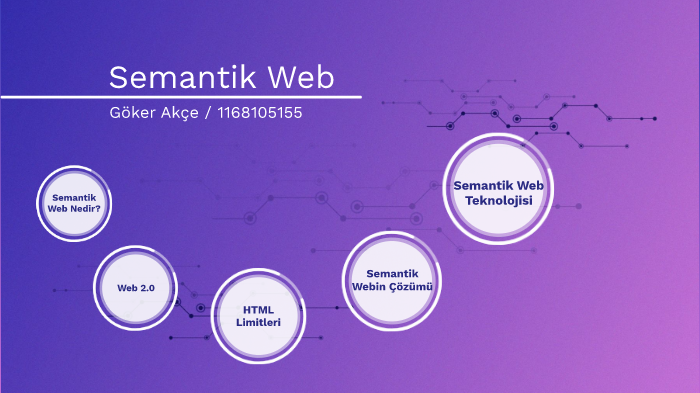 Semantik Web
Göker Akçe / 1168105155
Semantik
Web Nedir?
Web 2.0
HTML
Limitleri
Semantik
Webin Çözümü
Semantik Web
Teknolojisi